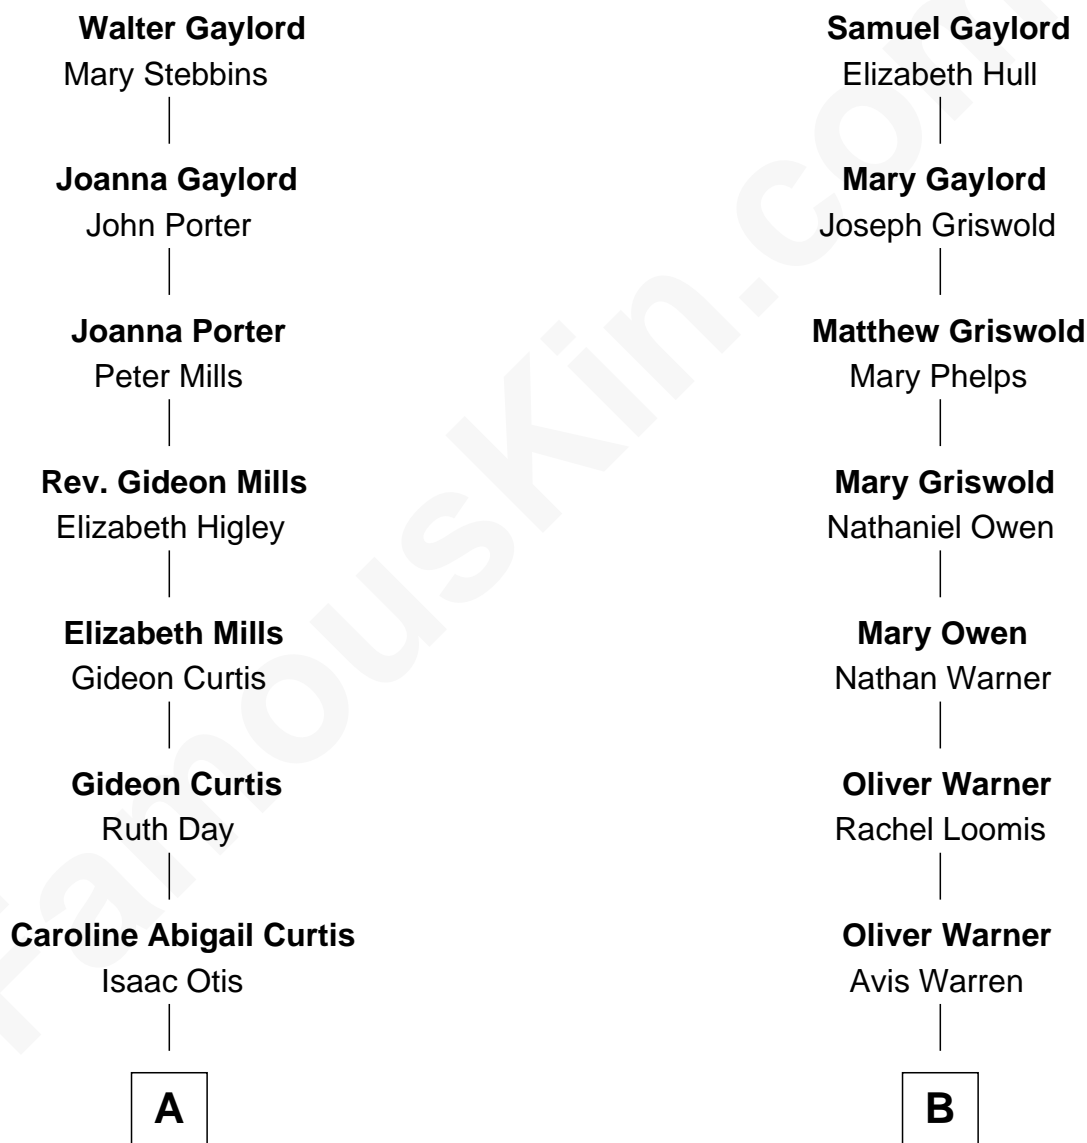 Walter Gaylord
Mary Stebbins
Joanna Gaylord
John Porter
Joanna Porter
Peter Mills
Rev. Gideon Mills
Elizabeth Higley
Elizabeth Mills
Gideon Curtis
Gideon Curtis
Ruth Day
Caroline Abigail Curtis
Isaac Otis
A
Samuel Gaylord
Elizabeth Hull
Mary Gaylord
Joseph Griswold
Matthew Griswold
Mary Phelps
Mary Griswold
Nathaniel Owen
Mary Owen
Nathan Warner
Oliver Warner
Rachel Loomis
Oliver Warner
Avis Warren
B
FamousKin.com